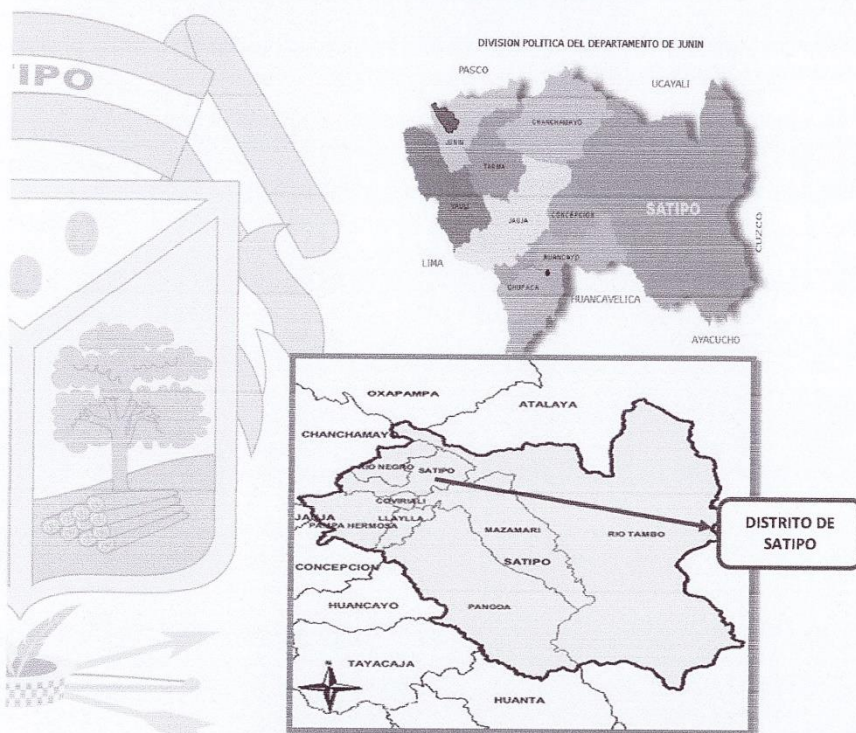 TIPO
DIVISION POLITICA DEL DEPARTAMENTO DE JUNIN
PASCO
UCAYALI
CHANCHAMAYO
JUNIN
TARMA
YAULI
SATIPO
JAUJA
CONCEPCION
CUZCO
LIMA
HUANCAYO
CHUPACA
HUANCAVELICA
AYACUCHO
OXAPAMPA
ATALAYA
CHANCHAMAYO
RIO NEGRO
SATIPO
COVIRIALI
LLAYLLA
JAUJA
PAMPA HERMOSA
MAZAMARI
RIO TAMBO
DISTRITO DE
SATIPO
SATIPO
CONCEPCION
HUANCAYO
PANGOA
N
TAYACAJA
HUANTA